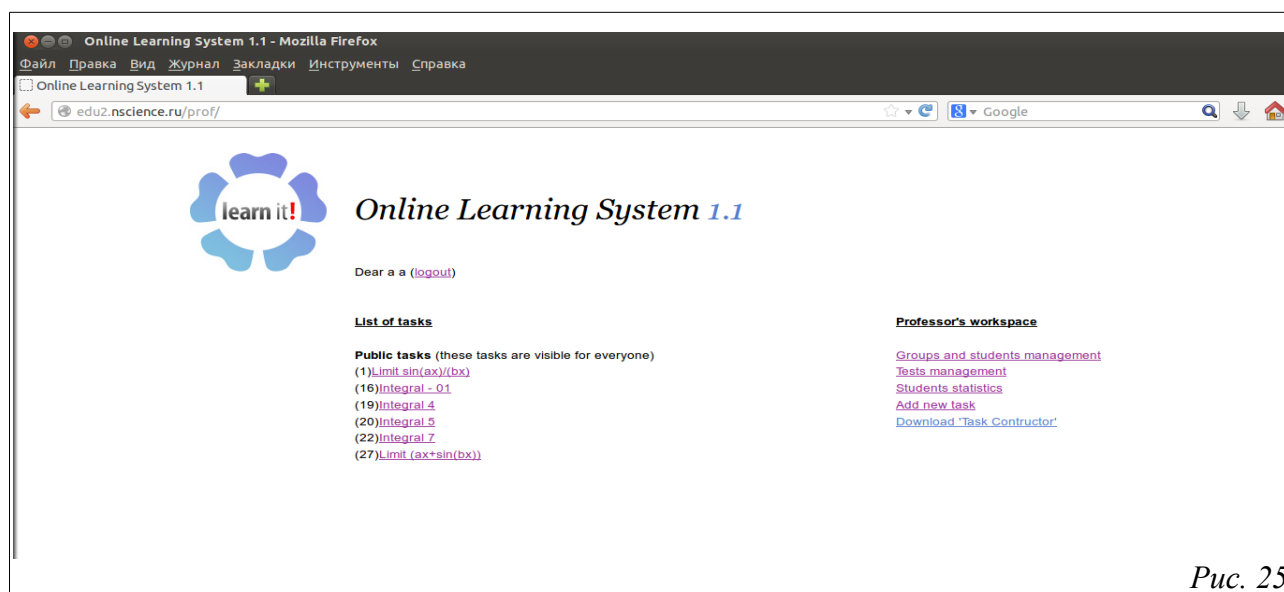 Online Learning System 1.1 - Mozilla Firefox
Файл Правка Вид Журнал Закладки Инструменты Справка
Online Learning System 1.1
edu2.nscience.ru/prof/
8 Google
learn it!
Online Learning System 1.1
Dear a a (logout)
List of tasks
Public tasks (these tasks are visible for everyone)
(1)Limit sin(ax)/(bx)
(16)Integral - 01
(19)Integral 4
(20)Integral 5
(22)Integral 7
(27)Limit (ax+sin(bx))
Professor's workspace
Groups and students management
Tests management
Students statistics
Add new task
Download 'Task Contructor'
Рис. 25